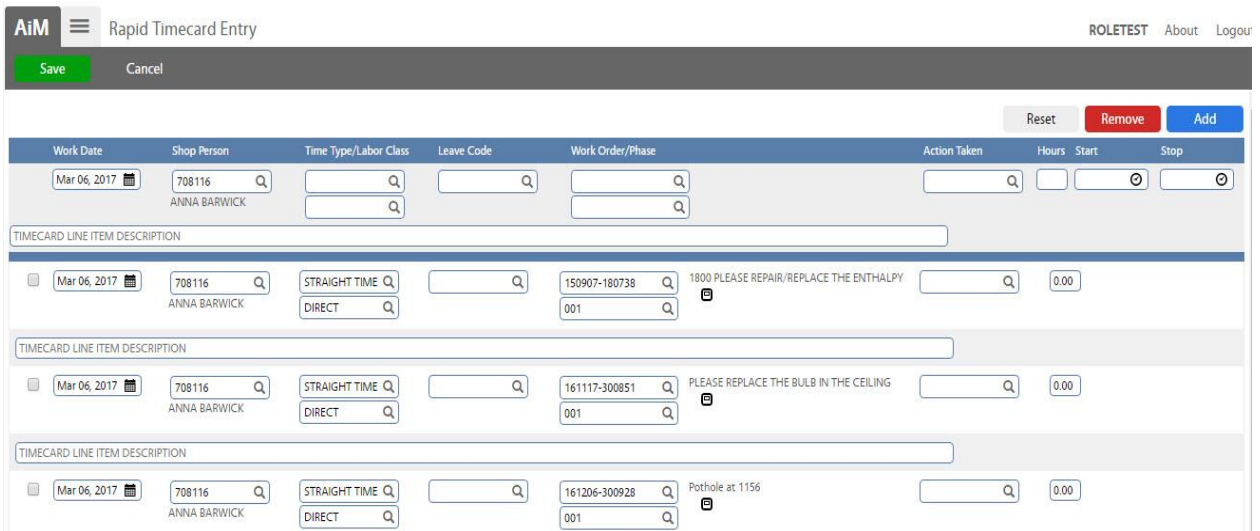 AiM Rapid Timecard Entry ROLETEST About Logout
Save Cancel
Reset Remove Add
Work Date Shop Person Time Type/Labor Class Leave Code Work Order/Phase Action Taken Hours Start Stop
Mar 06, 2017 708116
ANNA BARWICK
TIMECARD LINE ITEM DESCRIPTION
Mar 06, 2017 708116 STRAIGHT TIME 150907-180738 1800 PLEASE REPAIR/REPLACE THE ENTHALPY 0.00
ANNA BARWICK DIRECT 001
TIMECARD LINE ITEM DESCRIPTION
Mar 06, 2017 708116 STRAIGHT TIME 161117-300851 PLEASE REPLACE THE BULB IN THE CEILING 0.00
ANNA BARWICK DIRECT 001
TIMECARD LINE ITEM DESCRIPTION
Mar 06, 2017 708116 STRAIGHT TIME 161206-300928 Pothole at 1156 0.00
ANNA BARWICK DIRECT 001